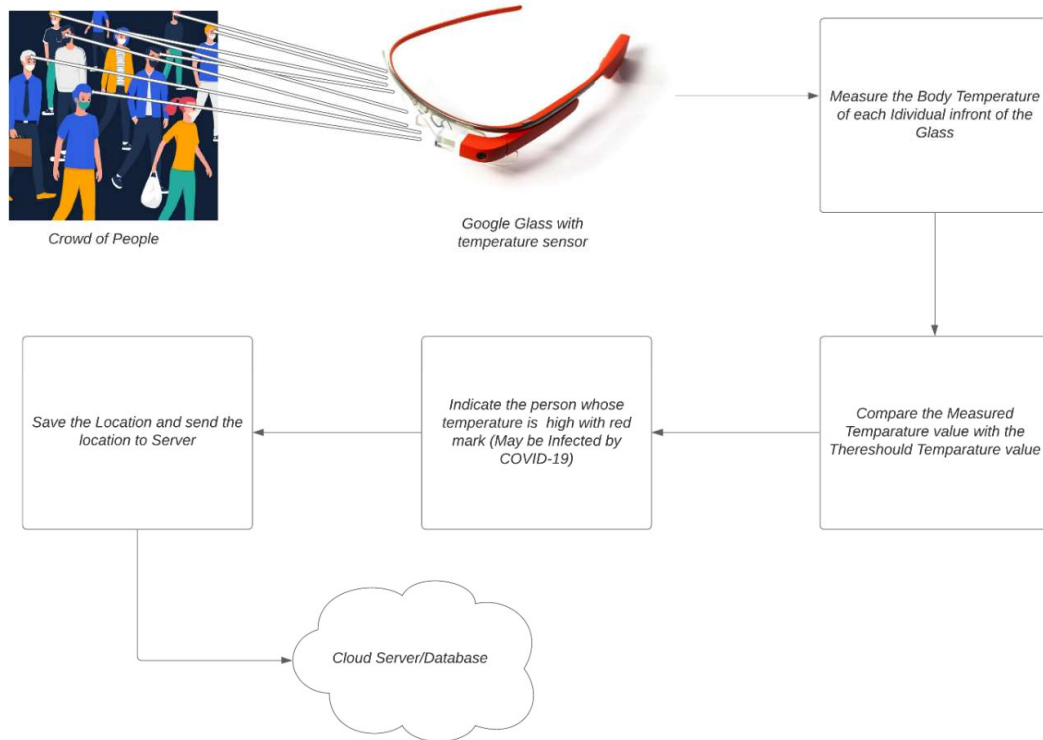 Crowd of People
Google Glass with
temperature sensor
Measure the Body Temperature
of each Idividual infront of the
Glass
Compare the Measured
Temparature value with the
Thereshould Temparature value
Indicate the person whose
temperature is high with red
mark (May be Infected by
COVID-19)
Save the Location and send the
location to Server
Cloud Server/Database